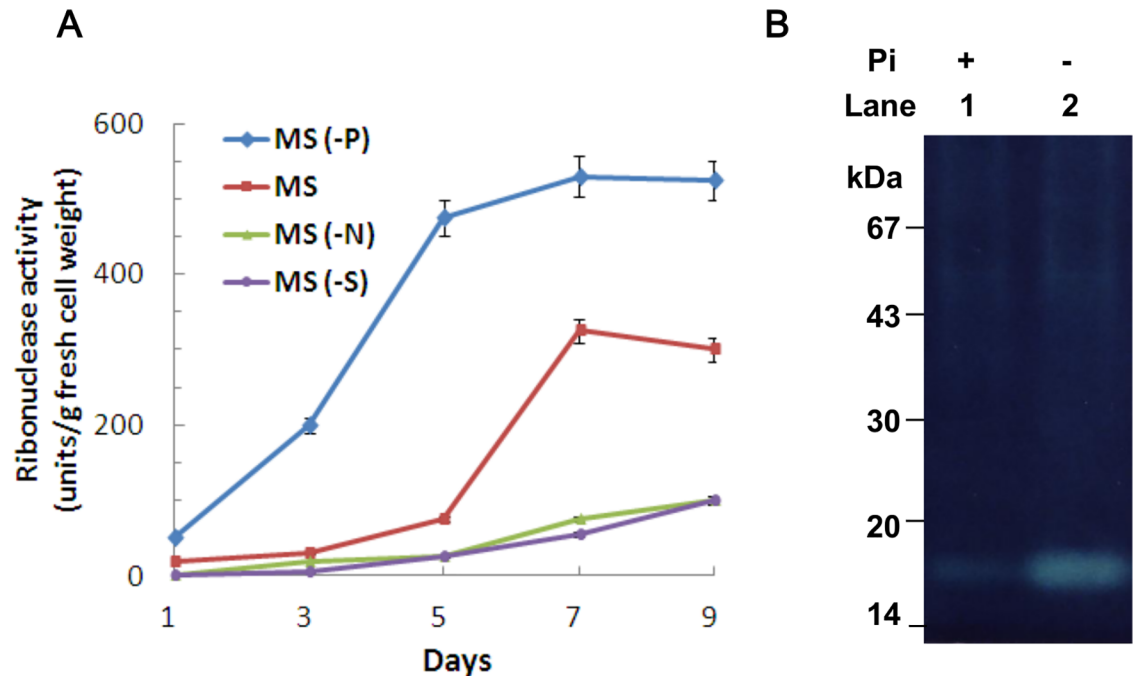 A
Ribonuclease activity
(units/g fresh cell weight)
600
400
200
0
MS (-P)
MS
MS (-N)
MS (-S)
1 3 5 7 9
Days
B
Pi + -
Lane 1 2
kDa
67
43
30
20
14